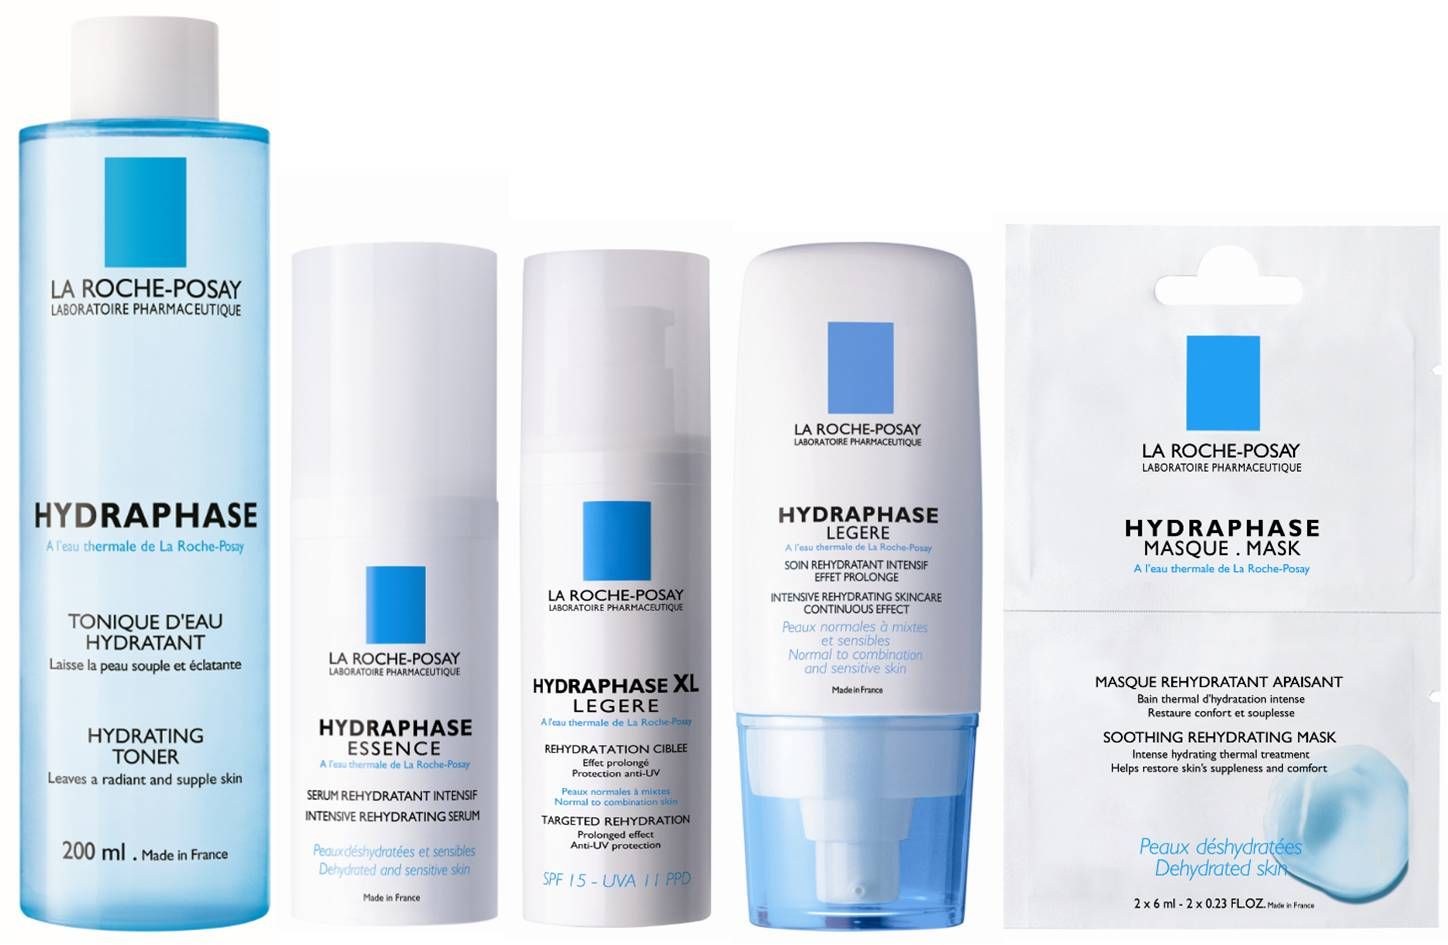 LA ROCHE-POSAY
LABORATOIRE PHARMACEUTIQUE
HYDRAPHASE
A l'eau thermale de La Roche-Posay
TONIQUE D'EAU
HYDRATANT
Laisse la peau souple et éclatante
HYDRATING
TONER
Leaves a radiant and supple skin
200 ml . Made in France
LA ROCHE-POSAY
LABORATOIRE PHARMACEUTIQUE
HYDRAPHASE
ESSENCE
A l'eau thermale de La Roche-Posay
SERUM REHYDRATANT INTENSIF
INTENSIVE REHYDRATING SERUM
Peaux déshydratées et sensibles
Dehydrated and sensitive skin
Made in France
LA ROCHE-POSAY
LABORATOIRE PHARMACEUTIQUE
HYDRAPHASE XL
LEGERE
A l'eau thermale de La Roche-Posay
REHYDRATATION CIBLEE
Effet prolongé
Protection anti-UV
Peaux normales à mixtes
Normal to combination skin
TARGETED REHYDRATION
Prolonged effect
Anti-UV protection
SPF 15 - UVA 11 PPD
LA ROCHE-POSAY
LABORATOIRE PHARMACEUTIQUE
HYDRAPHASE
LEGERE
A l'eau thermale de La Roche-Posay
SOIN REHYDRATANT INTENSIF
EFFET PROLONGE
INTENSIVE REHYDRATING SKINCARE
CONTINUOUS EFFECT
Peaux normales à mixtes
et sensibles
Normal to combination
and sensitive skin
Made in France
LA ROCHE-POSAY
LABORATOIRE PHARMACEUTIQUE
HYDRAPHASE
MASQUE . MASK
A l'eau thermale de La Roche-Posay
MASQUE REHYDRATANT APAISANT
Bain thermal d'hydratation intense
Restaure confort et souplesse
SOOTHING REHYDRATING MASK
Intense hydrating thermal treatment
Helps restore skin's suppleness and comfort
Peaux déshydratées
Dehydrated skin
2 x 6 ml - 2 x 0.23 FL.OZ. Made in France